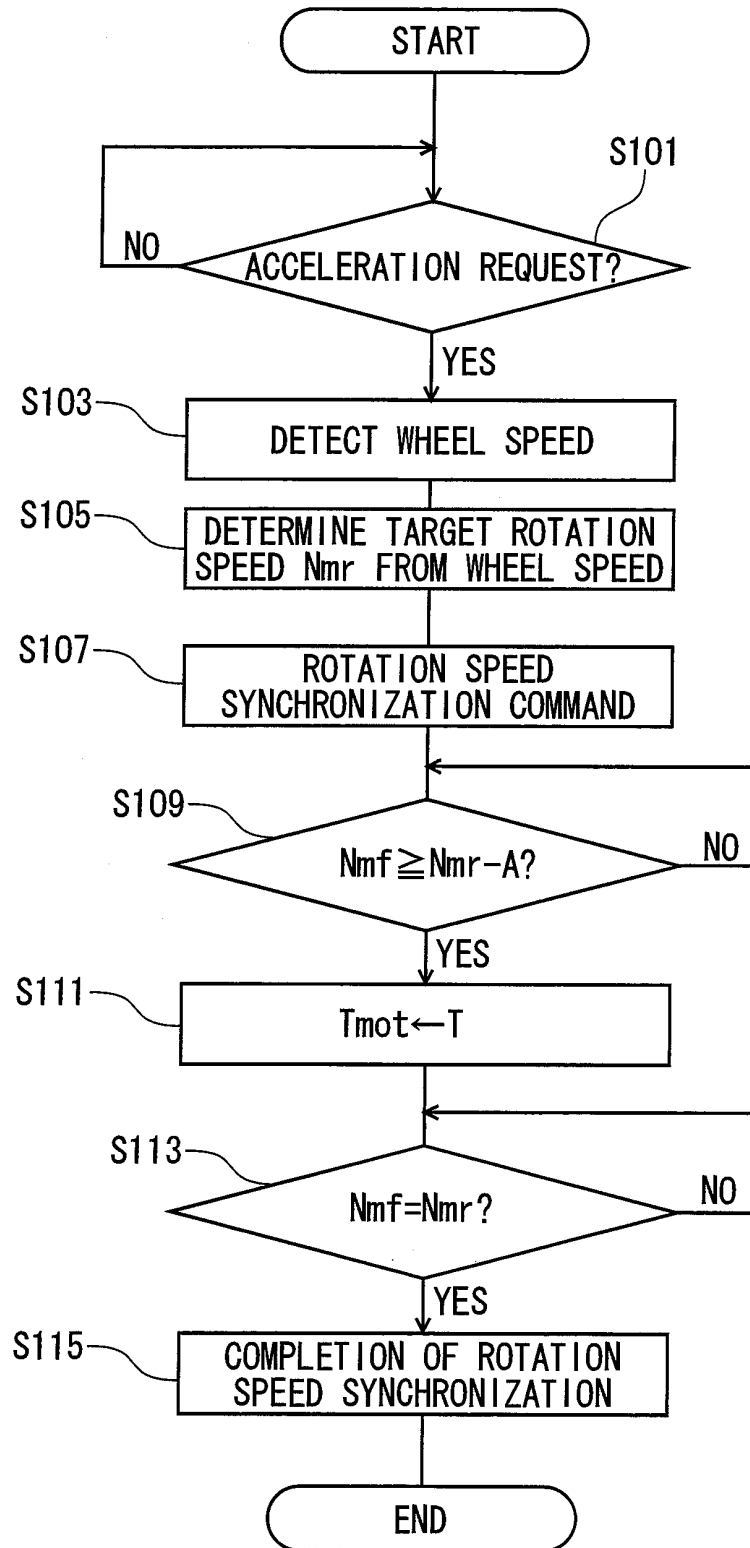 START
S101
ACCELERATION REQUEST?
NO
YES
S103
DETECT WHEEL SPEED
S105
DETERMINE TARGET ROTATION
SPEED Nmr FROM WHEEL SPEED
S107
ROTATION SPEED
SYNCHRONIZATION COMMAND
S109
Nmf≧Nmr-A?
NO
YES
S111
Tmot←T
S113
Nmf=Nmr?
NO
YES
S115
COMPLETION OF ROTATION
SPEED SYNCHRONIZATION
END